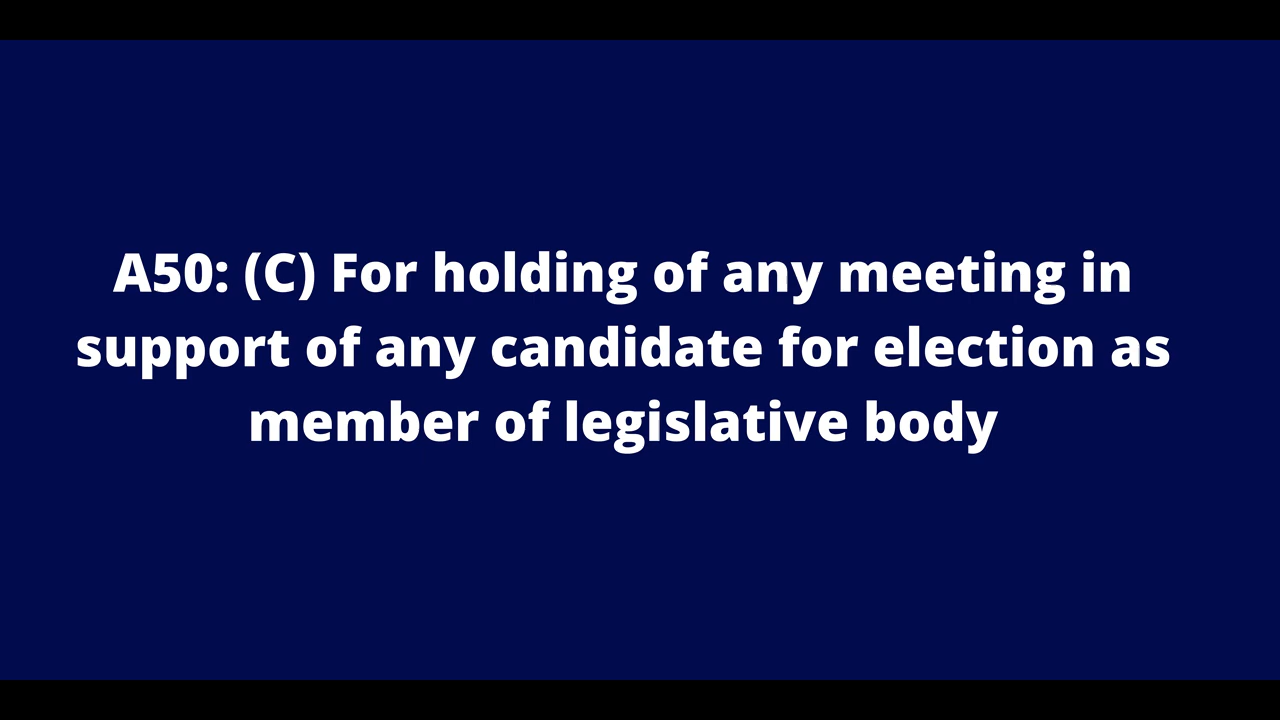 A50: (C) For holding of any meeting in
support of any candidate for election as
member of legislative body